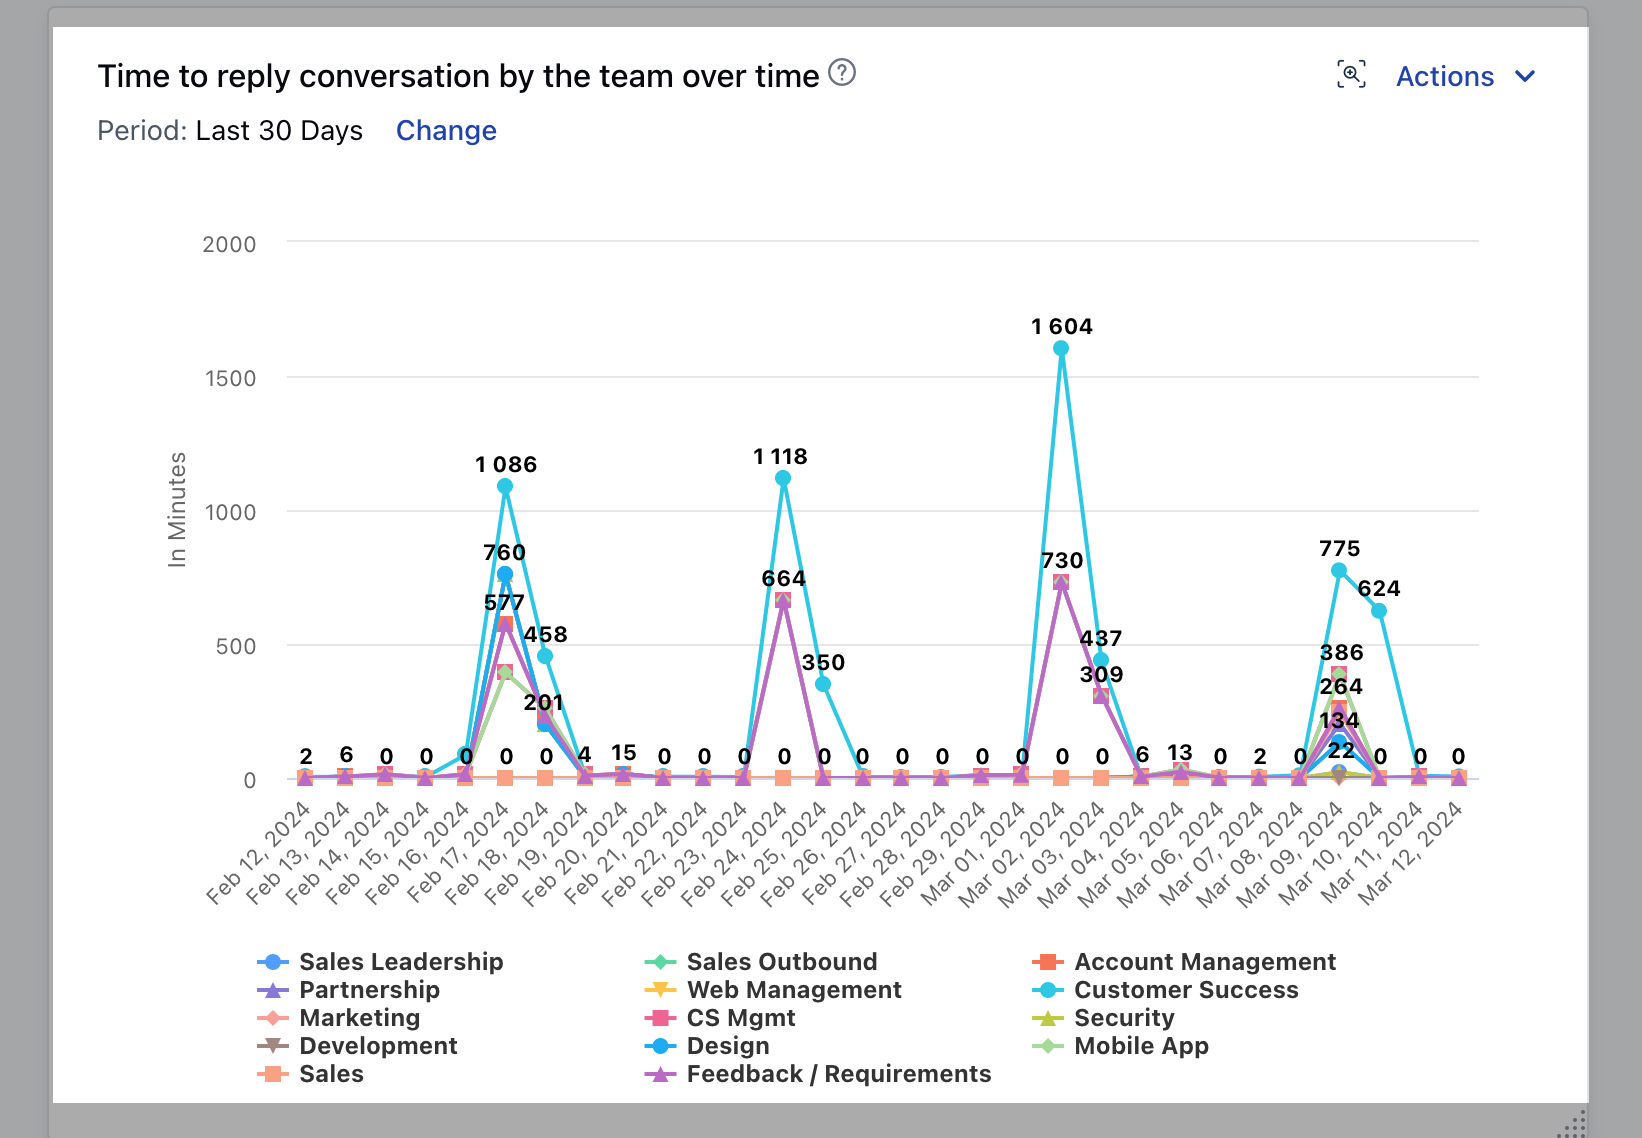 Time to reply conversation by the team over time ?
Actions
Period: Last 30 Days Change
2000
1500
1000
500
0
In Minutes
1 604
1 086
1 118
760
775
730
664
624
577
458
437
386
350
309
264
201
134
22
2 6 0 0 0 0 0 4 15 0 0 0 0 0 0 0 0 0 0 0 0 6 13 0 2 0 0 0 0
Feb 12, 2024
Feb 13, 2024
Feb 14, 2024
Feb 15, 2024
Feb 16, 2024
Feb 17, 2024
Feb 18, 2024
Feb 19, 2024
Feb 20, 2024
Feb 21, 2024
Feb 22, 2024
Feb 23, 2024
Feb 24, 2024
Feb 25, 2024
Feb 26, 2024
Feb 27, 2024
Feb 28, 2024
Feb 29, 2024
Mar 01, 2024
Mar 02, 2024
Mar 03, 2024
Mar 04, 2024
Mar 05, 2024
Mar 06, 2024
Mar 07, 2024
Mar 08, 2024
Mar 09, 2024
Mar 10, 2024
Mar 11, 2024
Mar 12, 2024
Sales Leadership Sales Outbound Account Management
Partnership Web Management Customer Success
Marketing CS Mgmt Security
Development Design Mobile App
Sales Feedback / Requirements